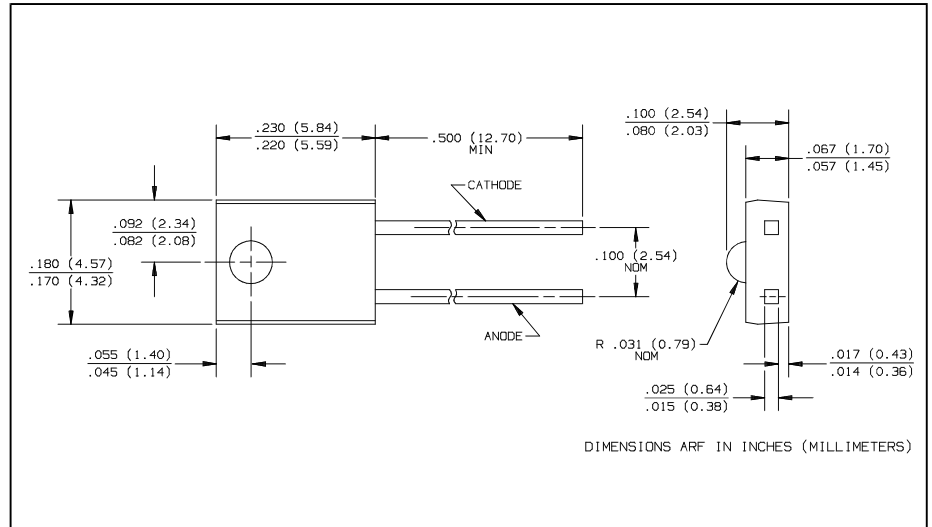 .230 (5.84)
.220 (5.59)
.500 (12.70)
MIN
.100 (2.54)
.080 (2.03)
.067 (1.70)
.057 (1.45)
CATHODE
.092 (2.34)
.082 (2.08)
.180 (4.57)
.170 (4.32)
.100 (2.54)
NOM
ANODE
R .031 (0.79)
NOM
.055 (1.40)
.045 (1.14)
.017 (0.43)
.014 (0.36)
.025 (0.64)
.015 (0.38)
DIMENSIONS ARF IN INCHES (MILLIMETERS)